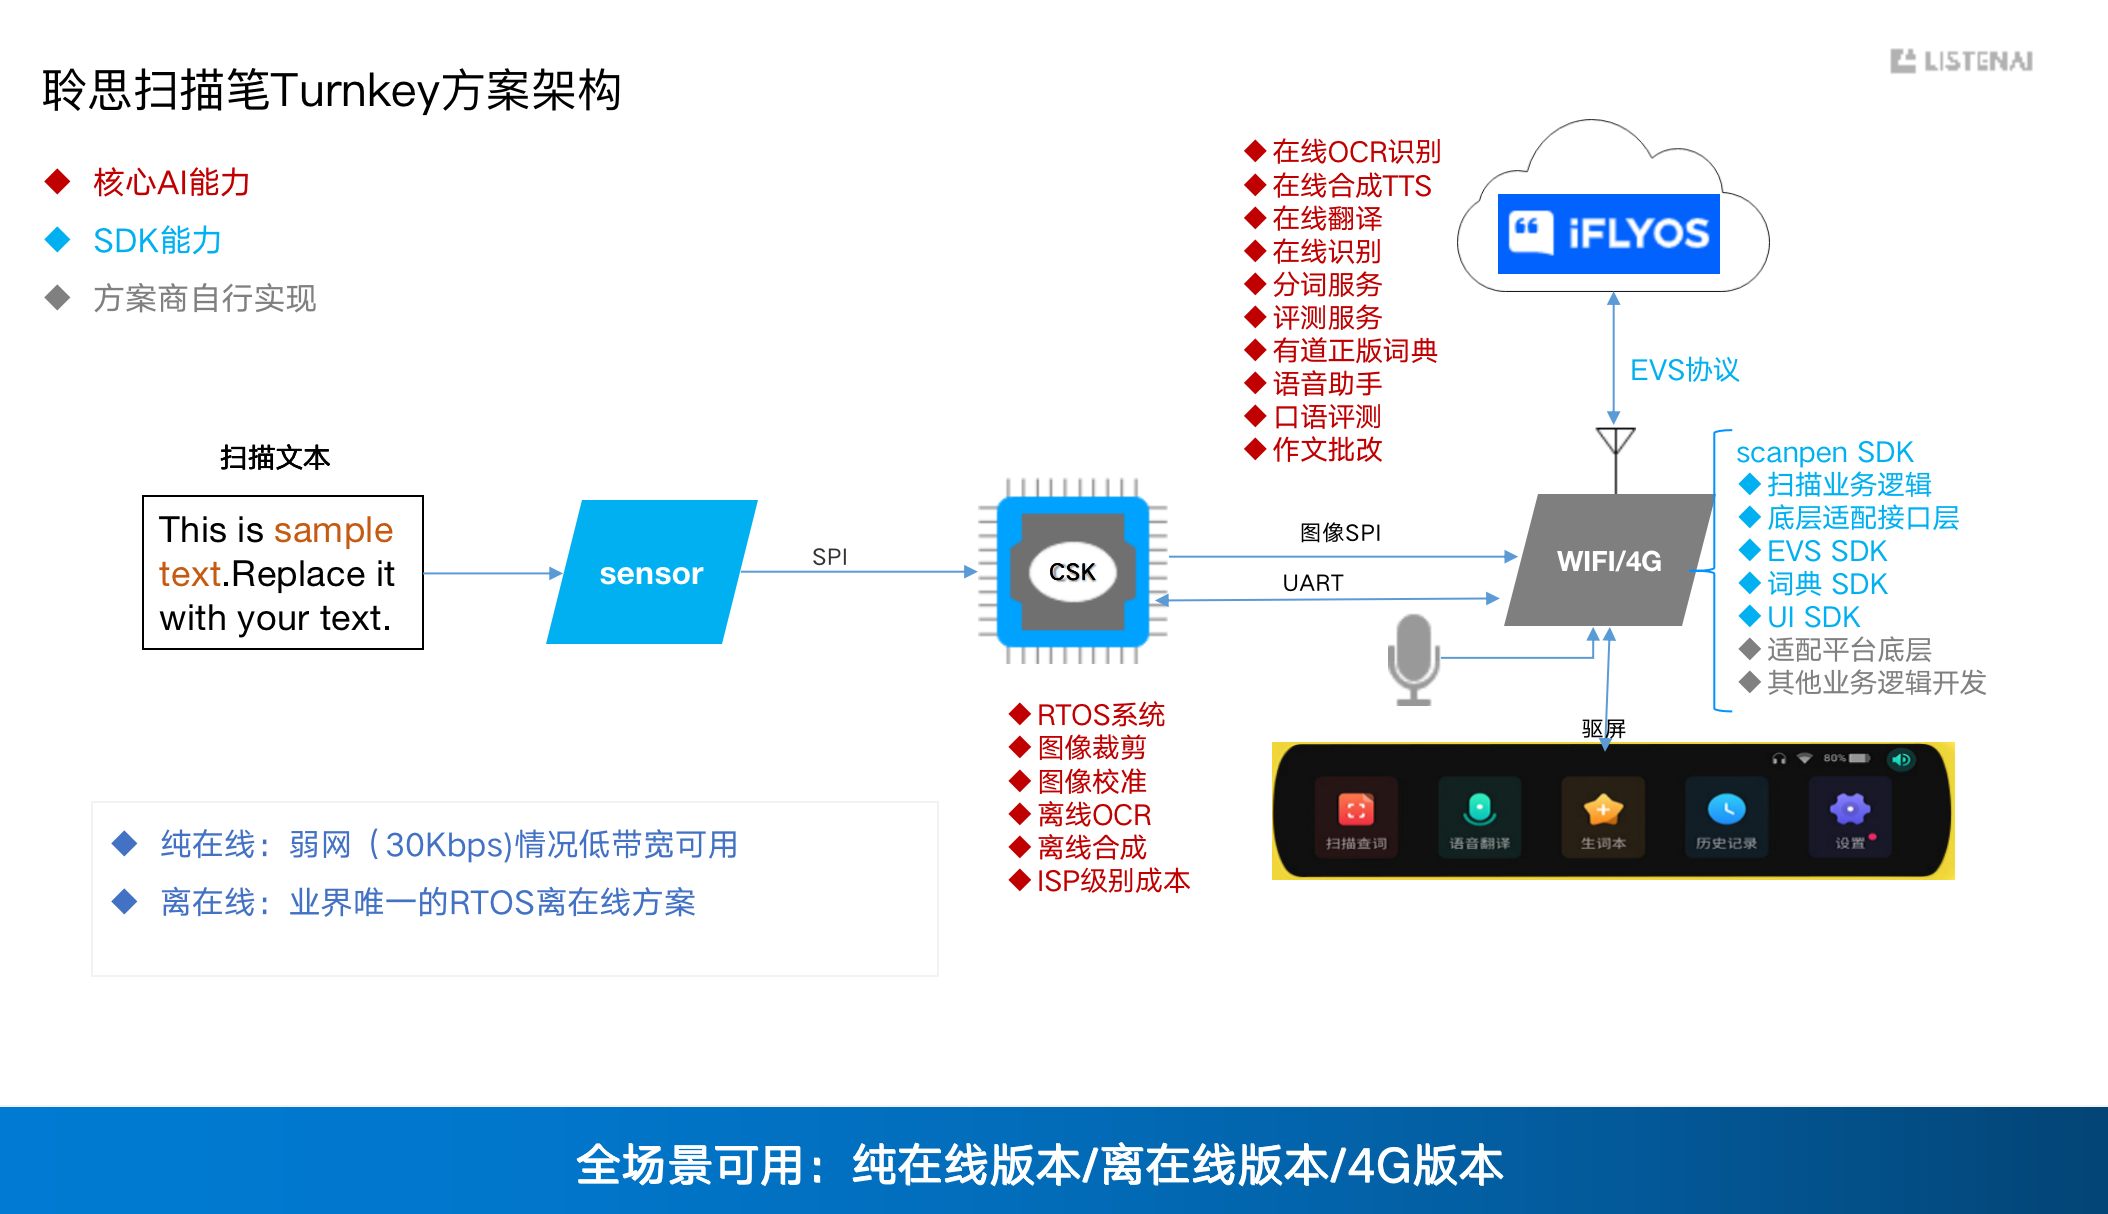 聆思扫描笔Turnkey方案架构
LISTENAI
核心AI能力
SDK能力
方案商自行实现
在线OCR识别
在线合成TTS
在线翻译
在线识别
分词服务
评测服务
有道正版词典
语音助手
口语评测
作文批改
iFLYOS
EVS协议
扫描文本
This is sample
text.Replace it
with your text.
sensor
SPI
CSK
图像SPI
UART
WIFI/4G
scanpen SDK
扫描业务逻辑
底层适配接口层
EVS SDK
词典 SDK
UI SDK
适配平台底层
其他业务逻辑开发
驱屏
80%
扫描查词
语音翻译
生词本
历史记录
设置
RTOS系统
图像裁剪
图像校准
离线OCR
离线合成
ISP级别成本
纯在线：弱网（30Kbps)情况低带宽可用
离在线：业界唯一的RTOS离在线方案
全场景可用：纯在线版本/离在线版本/4G版本